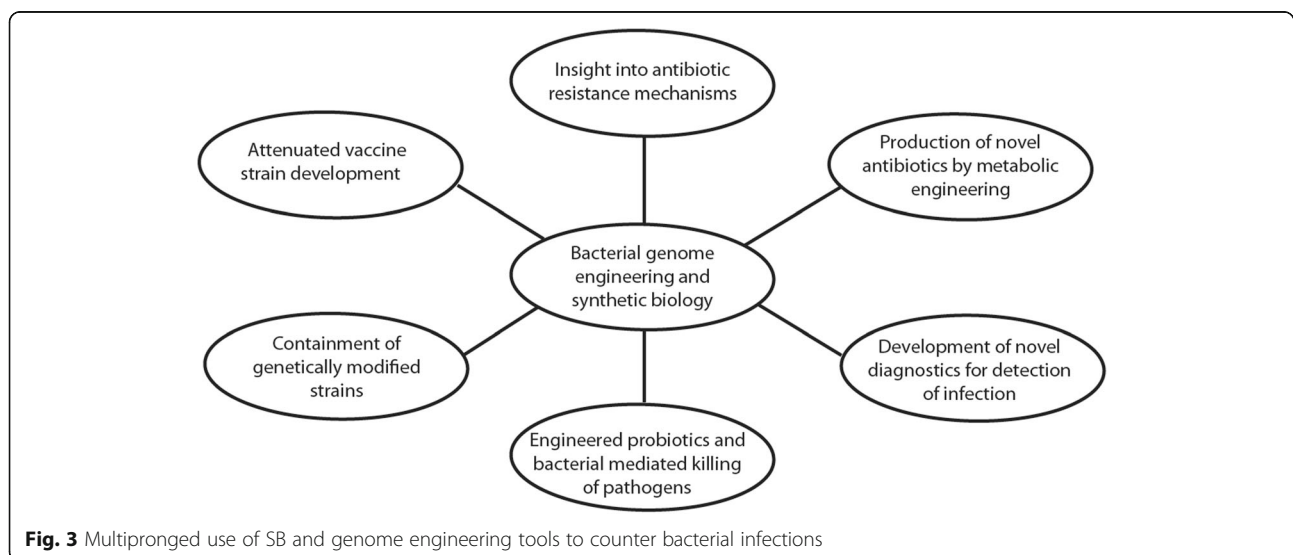 Insight into antibiotic
resistance mechanisms
Attenuated vaccine
strain development
Production of novel
antibiotics by metabolic
engineering
Bacterial genome
engineering and
synthetic biology
Containment of
genetically modified
strains
Development of novel
diagnostics for detection
of infection
Engineered probiotics and
bacterial mediated killing
of pathogens
Fig. 3 Multipronged use of SB and genome engineering tools to counter bacterial infections